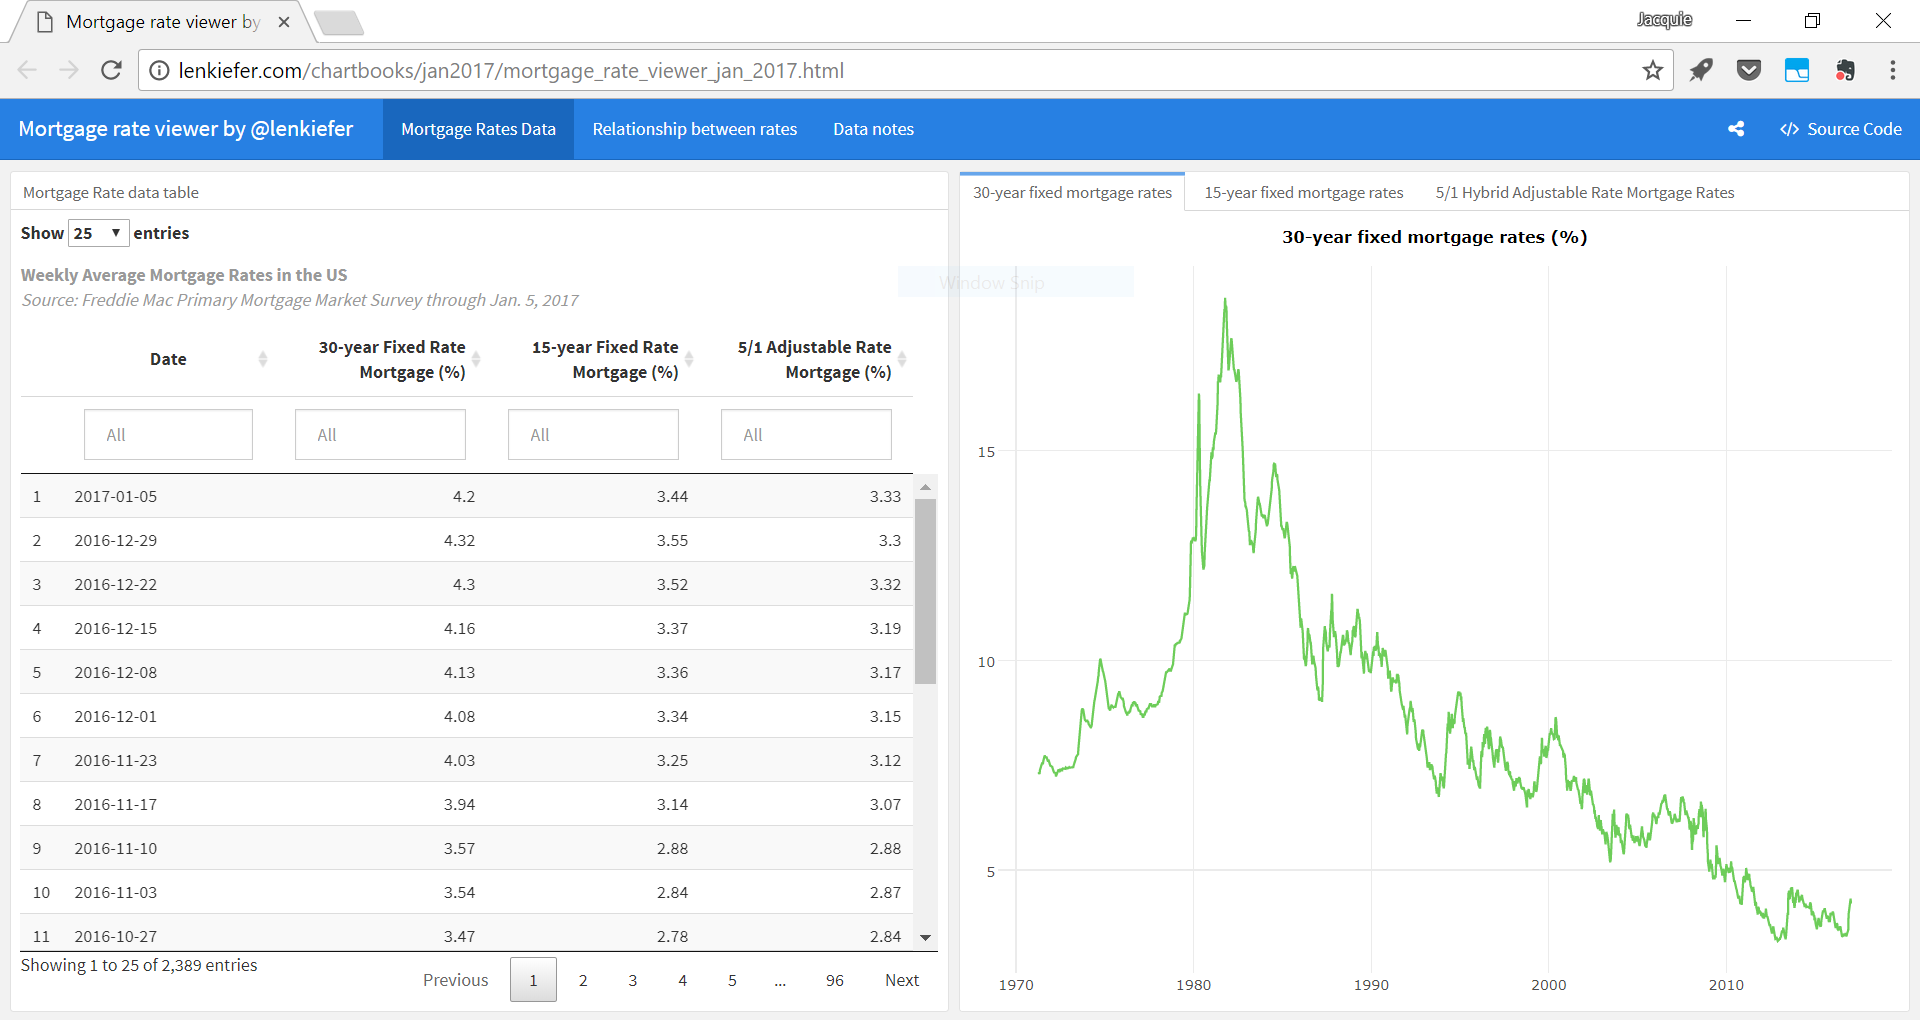 Mortgage rate viewer by
Jacquie
lenkiefer.com/chartbooks/jan2017/mortgage_rate_viewer_jan_2017.html
Mortgage rate viewer by @lenkiefer
Mortgage Rates Data
Relationship between rates
Data notes
</> Source Code
Mortgage Rate data table
Show 25 entries
Weekly Average Mortgage Rates in the US
Source: Freddie Mac Primary Mortgage Market Survey through Jan. 5, 2017
Date
30-year Fixed Rate
Mortgage (%)
15-year Fixed Rate
Mortgage (%)
5/1 Adjustable Rate
Mortgage (%)
All All All All
1 2017-01-05 4.2 3.44 3.33
2 2016-12-29 4.32 3.55 3.3
3 2016-12-22 4.3 3.52 3.32
4 2016-12-15 4.16 3.37 3.19
5 2016-12-08 4.13 3.36 3.17
6 2016-12-01 4.08 3.34 3.15
7 2016-11-23 4.03 3.25 3.12
8 2016-11-17 3.94 3.14 3.07
9 2016-11-10 3.57 2.88 2.88
10 2016-11-03 3.54 2.84 2.87
11 2016-10-27 3.47 2.78 2.84
Showing 1 to 25 of 2,389 entries
Previous 1 2 3 4 5 ... 96 Next
30-year fixed mortgage rates
15-year fixed mortgage rates
5/1 Hybrid Adjustable Rate Mortgage Rates
30-year fixed mortgage rates (%)
Window Snip
15
10
5
1970 1980 1990 2000 2010